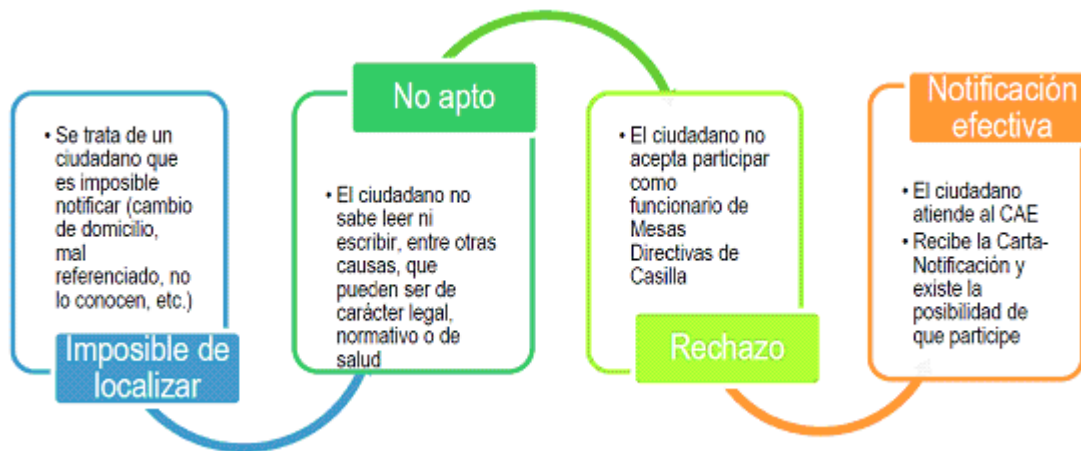 • Se trata de un
ciudadano que
es imposible
notificar (cambio
de domicilio,
mal
referenciado, no
lo conocen, etc.)
Imposible de
localizar
No apto
• El ciudadano no
sabe leer ni
escribir, entre otras
causas, que
pueden ser de
carácter legal,
normativo o de
salud
• El ciudadano no
acepta participar
como
funcionario de
Mesas
Directivas de
Casilla
Rechazo
Notificación
efectiva
• El ciudadano
atiende al CAE
• Recibe la Carta-
Notificación y
existe la
posibilidad de
que participe